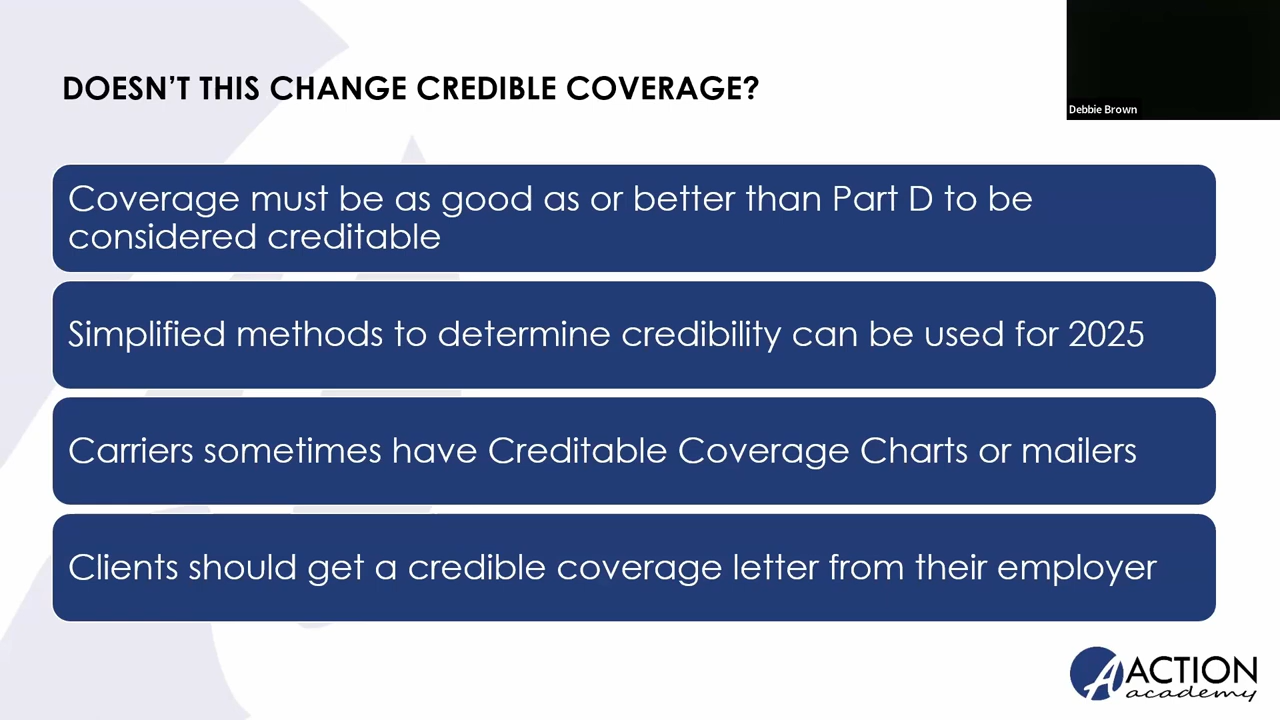 DOESN'T THIS CHANGE CREDIBLE COVERAGE?
Debbie Brown
Coverage must be as good as or better than Part D to be
considered creditable
Simplified methods to determine credibility can be used for 2025
Carriers sometimes have Creditable Coverage Charts or mailers
Clients should get a credible coverage letter from their employer
A ACTION
academy